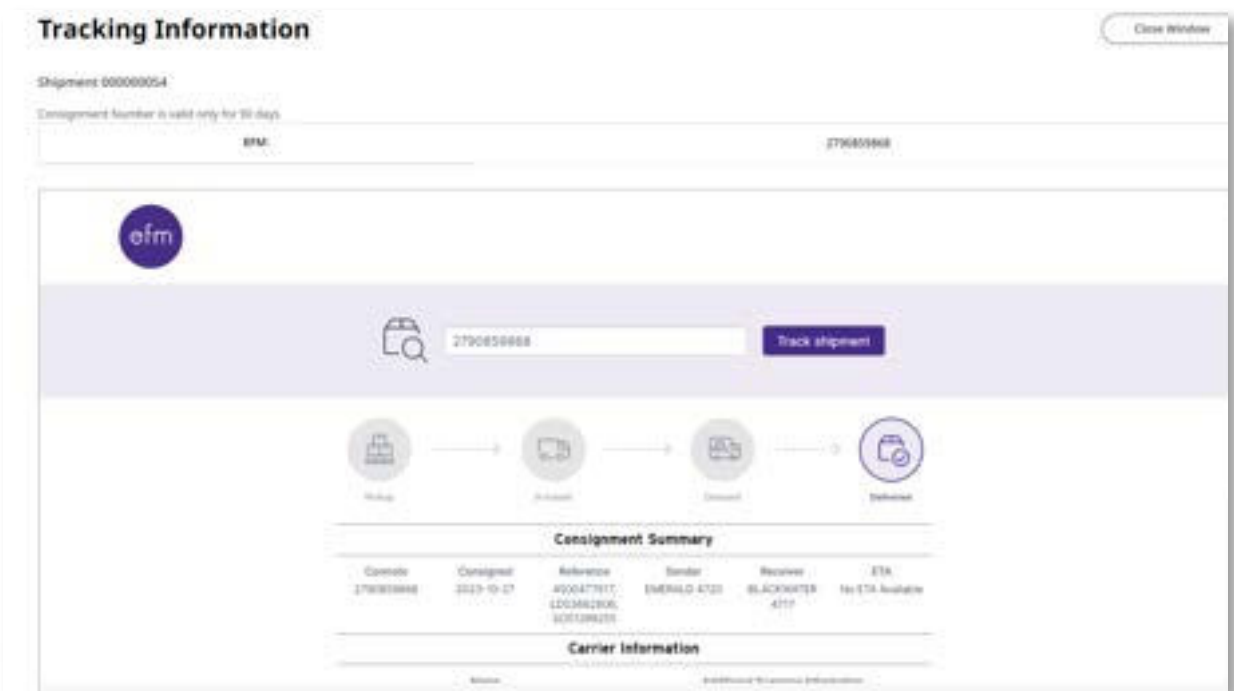 Tracking Information
Close Window
Shipment 000000054
Consignment Number is valid only for 90 days
EFM:
2790859868
efm
2790859868
Track shipment
Pickup
In transit
Onboard
Delivered
Consignment Summary
Connote Consigned Reference Sender Receiver ETA
2790859868 2023-10-27 EMERALD 4720 BLACKWATER No ETA Available
4717
Carrier Information
Name